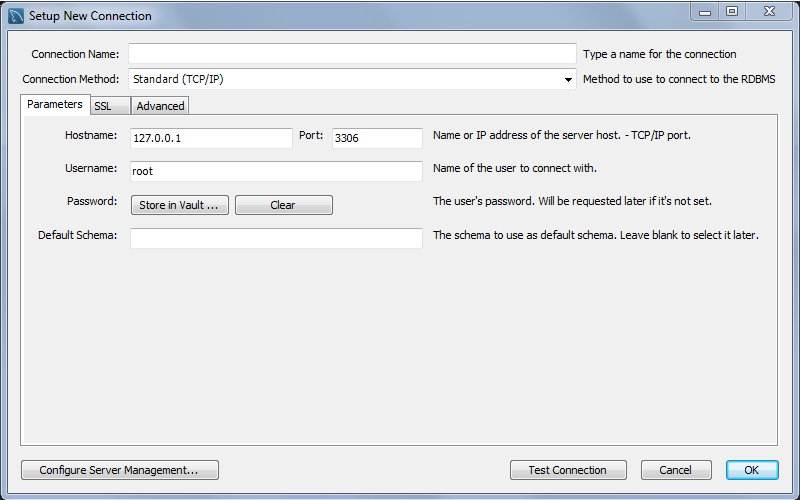 Setup New Connection
Connection Name: Type a name for the connection
Connection Method: Standard (TCP/IP) Method to use to connect to the RDBMS
Parameters SSL Advanced
Hostname: 127.0.0.1 Port: 3306 Name or IP address of the server host. - TCP/IP port.
Username: root Name of the user to connect with.
Password: Store in Vault ... Clear The user's password. Will be requested later if it's not set.
Default Schema: The schema to use as default schema. Leave blank to select it later.
Configure Server Management... Test Connection Cancel OK